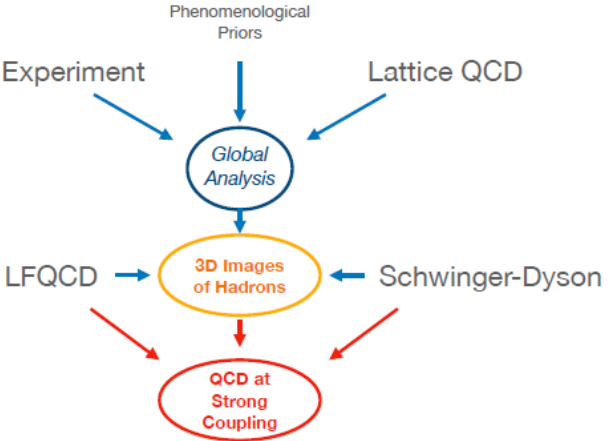 Phenomenological
Priors
Experiment
Lattice QCD
Global
Analysis
3D Images
of Hadrons
LFQCD
Schwinger-Dyson
QCD at
Strong
Coupling